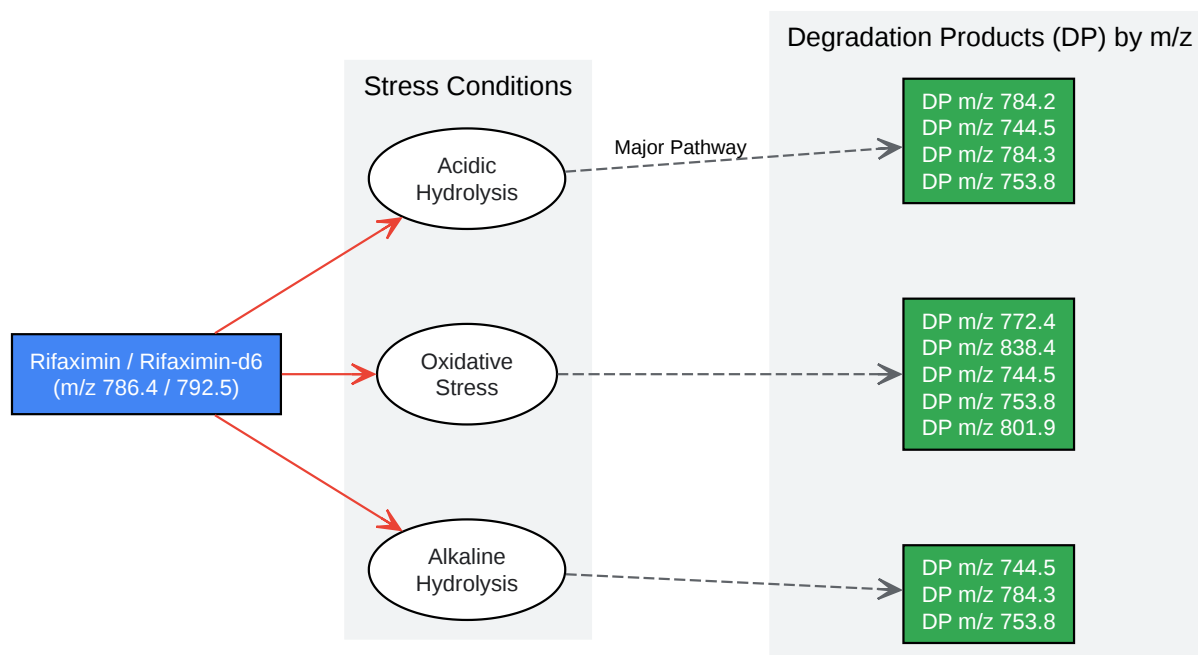 Degradation Products (DP) by m/z
Stress Conditions
Acidic
Hydrolysis
Major Pathway
DP m/z 784.2
DP m/z 744.5
DP m/z 784.3
DP m/z 753.8
Rifaximin / Rifaximin-d6
(m/z 786.4 / 792.5)
Oxidative
Stress
DP m/z 772.4
DP m/z 838.4
DP m/z 744.5
DP m/z 753.8
DP m/z 801.9
Alkaline
Hydrolysis
DP m/z 744.5
DP m/z 784.3
DP m/z 753.8